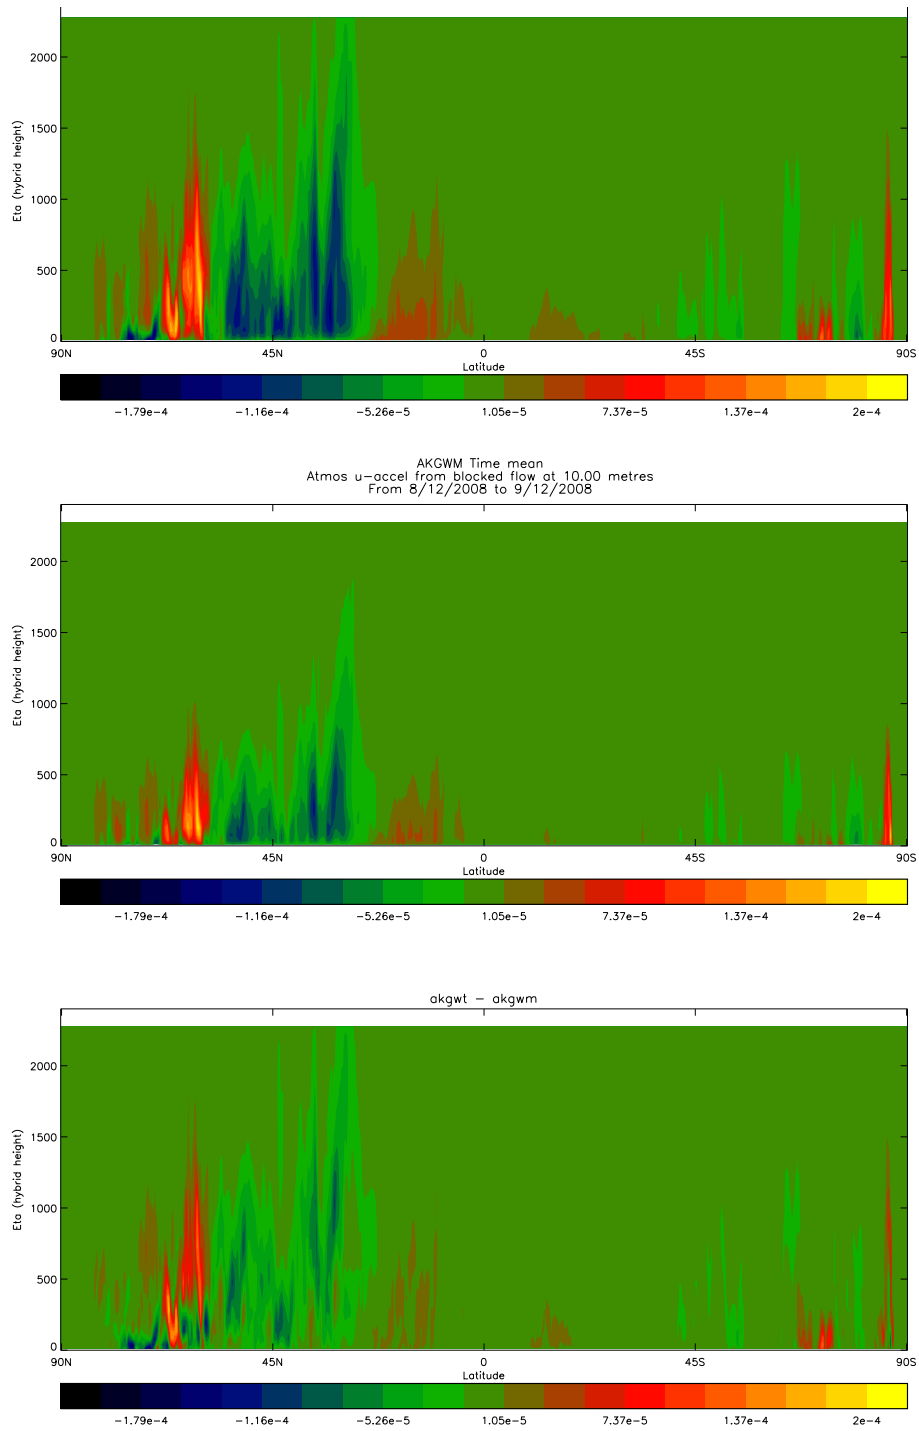 2000
1500
1000
500
0
Eta (hybrid height)
90N 45N 0 45S 90S
Latitude
-1.79e-4 -1.16e-4 -5.26e-5 1.05e-5 7.37e-5 1.37e-4 2e-4
AKGWM Time mean
Atmos u-accel from blocked flow at 10.00 metres
From 8/12/2008 to 9/12/2008
2000
1500
1000
500
0
Eta (hybrid height)
90N 45N 0 45S 90S
Latitude
-1.79e-4 -1.16e-4 -5.26e-5 1.05e-5 7.37e-5 1.37e-4 2e-4
akgwt - akgwm
2000
1500
1000
500
0
Eta (hybrid height)
90N 45N 0 45S 90S
Latitude
-1.79e-4 -1.16e-4 -5.26e-5 1.05e-5 7.37e-5 1.37e-4 2e-4